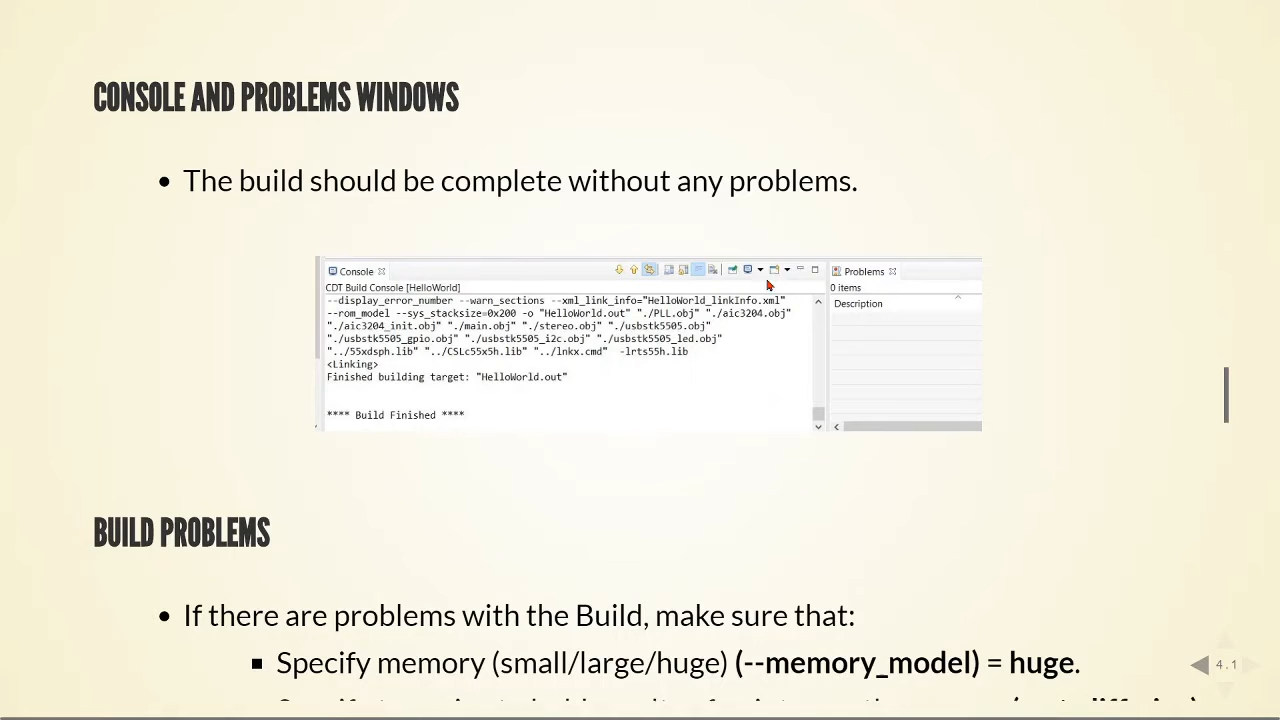 CONSOLE AND PROBLEMS WINDOWS
The build should be complete without any problems.
Console
Problems
CDT Build Console [HelloWorld]
0 items
--display_error_number --warn_sections --xml_link_info="HelloWorld_linkInfo.xml"
Description
--rom_model --sys_stacksize=0x200 -o "HelloWorld.out" "./PLL.obj" "./aic3204.obj"
"./aic3204_init.obj" "./main.obj" "./stereo.obj" "./usbstk5505.obj"
"./usbstk5505_gpio.obj" "./usbstk5505_i2c.obj" "./usbstk5505_led.obj"
"../55xdsph.lib" "../CSLc55x5h.lib" "../lnkx.cmd" -lrts55h.lib
<Linking>
Finished building target: "HelloWorld.out"
**** Build Finished ****
BUILD PROBLEMS
If there are problems with the Build, make sure that:
Specify memory (small/large/huge) (--memory_model) = huge.
4.1